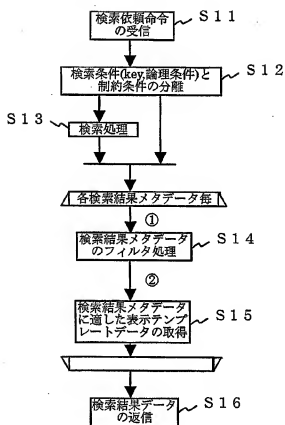 検索依頼命令
の受信
S11
検索条件(key,論理条件)と
制約条件の分離
S12
S13
検索処理
各検索結果メタデータ毎
①
検索結果メタデータ
のフィルタ処理
S14
②
検索結果メタデータ
に適した表示テンプ
レートデータの取得
S15
検索結果データ
の返信
S16